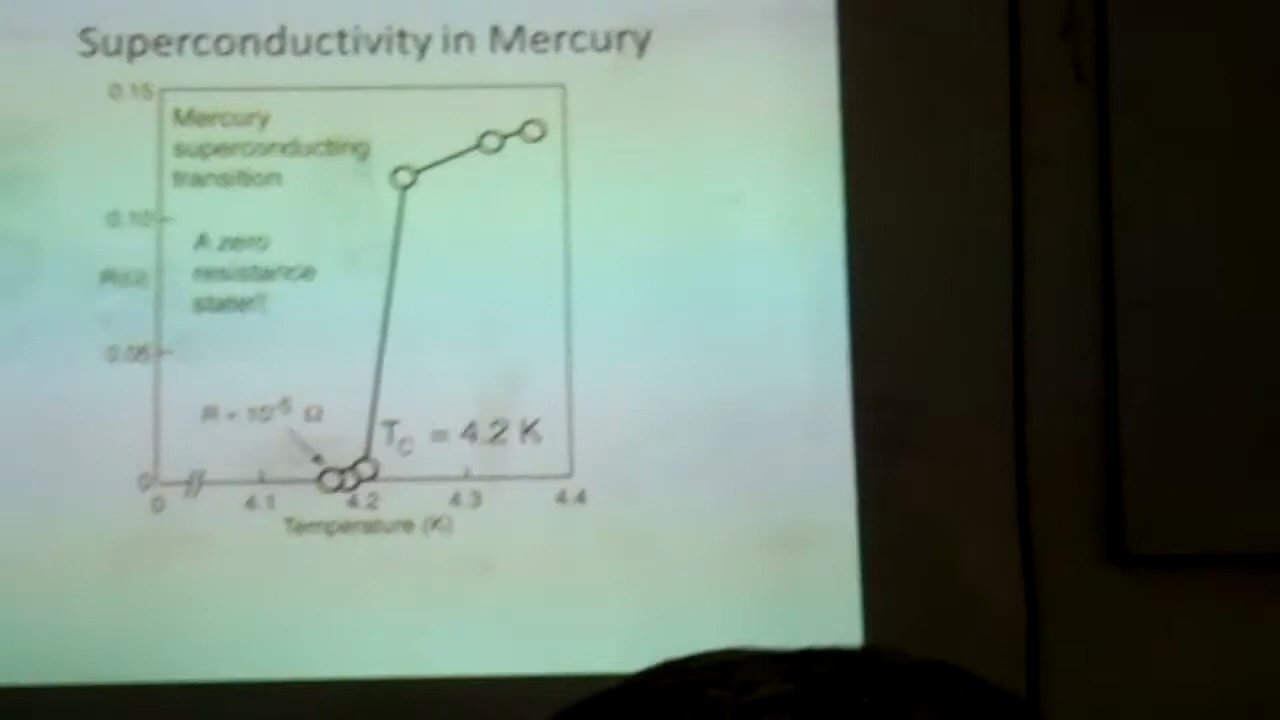 Superconductivity in Mercury
0.15
Mercury
superconducting
transition
0.10
A zero
resistance
state!!
0.05
R < 10⁻⁵ Ω
T_C = 4.2 K
0
0 4.1 4.2 4.3 4.4
Temperature (K)